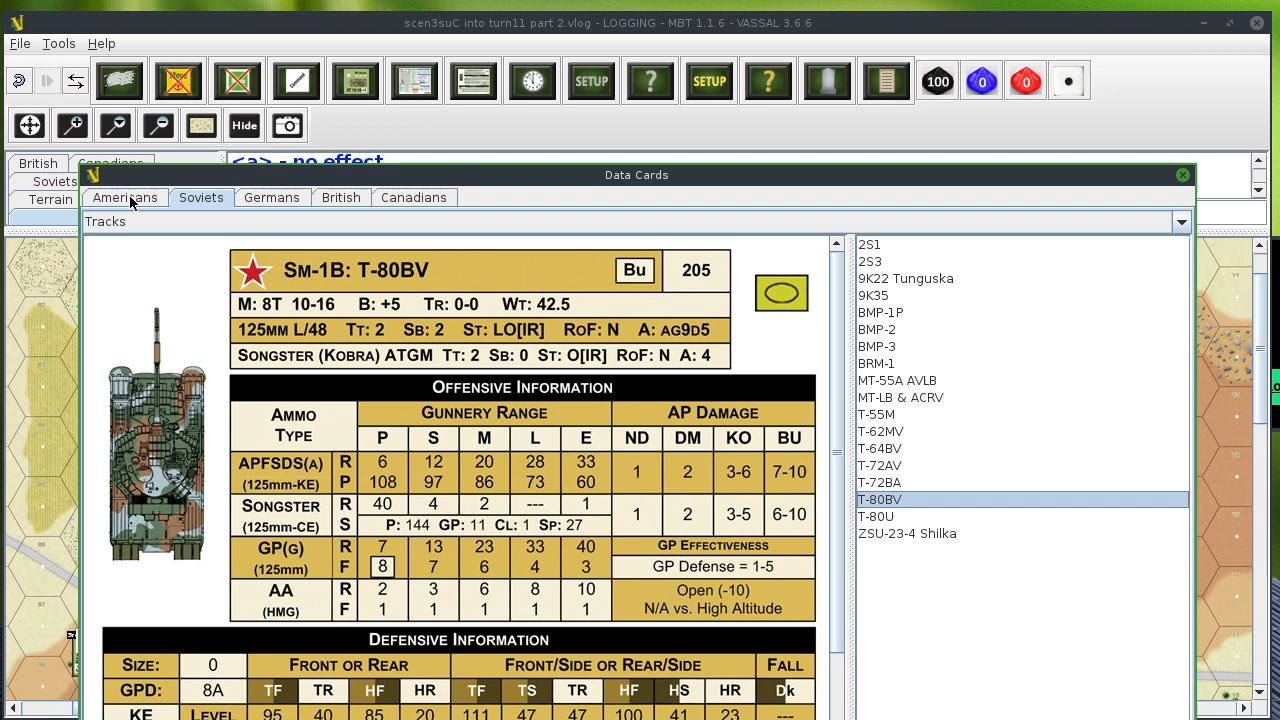 scen3suC into turn11 part 2.vlog - LOGGING - MBT 1.1.6 - VASSAL 3.6.6
File Tools Help
SETUP ? SETUP ? 100 0 0
Hide
British Canadians
<a> - no effect
Soviets
Terrain
Data Cards
Americans Soviets Germans British Canadians
Tracks
SM-1B: T-80BV Bu 205
M: 8T 10-16 B: +5 TR: 0-0 WT: 42.5
125MM L/48 TT: 2 SB: 2 ST: LO[IR] ROF: N A: AG9D5
SONGSTER (KOBRA) ATGM TT: 2 SB: 0 ST: O[IR] ROF: N A: 4
OFFENSIVE INFORMATION
AMMO TYPE GUNNERY RANGE AP DAMAGE
P S M L E ND DM KO BU
APFSDS(A) R 6 12 20 28 33 1 2 3-6 7-10
(125mm-KE) P 108 97 86 73 60
SONGSTER R 40 4 2 --- 1 1 2 3-5 6-10
(125mm-CE) S P: 144 GP: 11 CL: 1 SP: 27
GP(G) R 7 13 23 33 40 GP EFFECTIVENESS
(125mm) F 8 7 6 4 3 GP Defense = 1-5
AA R 2 3 6 8 10 Open (-10)
(HMG) F 1 1 1 1 1 N/A vs. High Altitude
DEFENSIVE INFORMATION
SIZE: 0 FRONT OR REAR FRONT/SIDE OR REAR/SIDE FALL
GPD: 8A TF TR HF HR TF TS TR HF HS HR Dk
KE LEVEL 95 40 85 20 111 47 47 100 41 23 ---
2S1
2S3
9K22 Tunguska
9K35
BMP-1P
BMP-2
BMP-3
BRM-1
MT-55A AVLB
MT-LB & ACRV
T-55M
T-62MV
T-64BV
T-72AV
T-72BA
T-80BV
T-80U
ZSU-23-4 Shilka